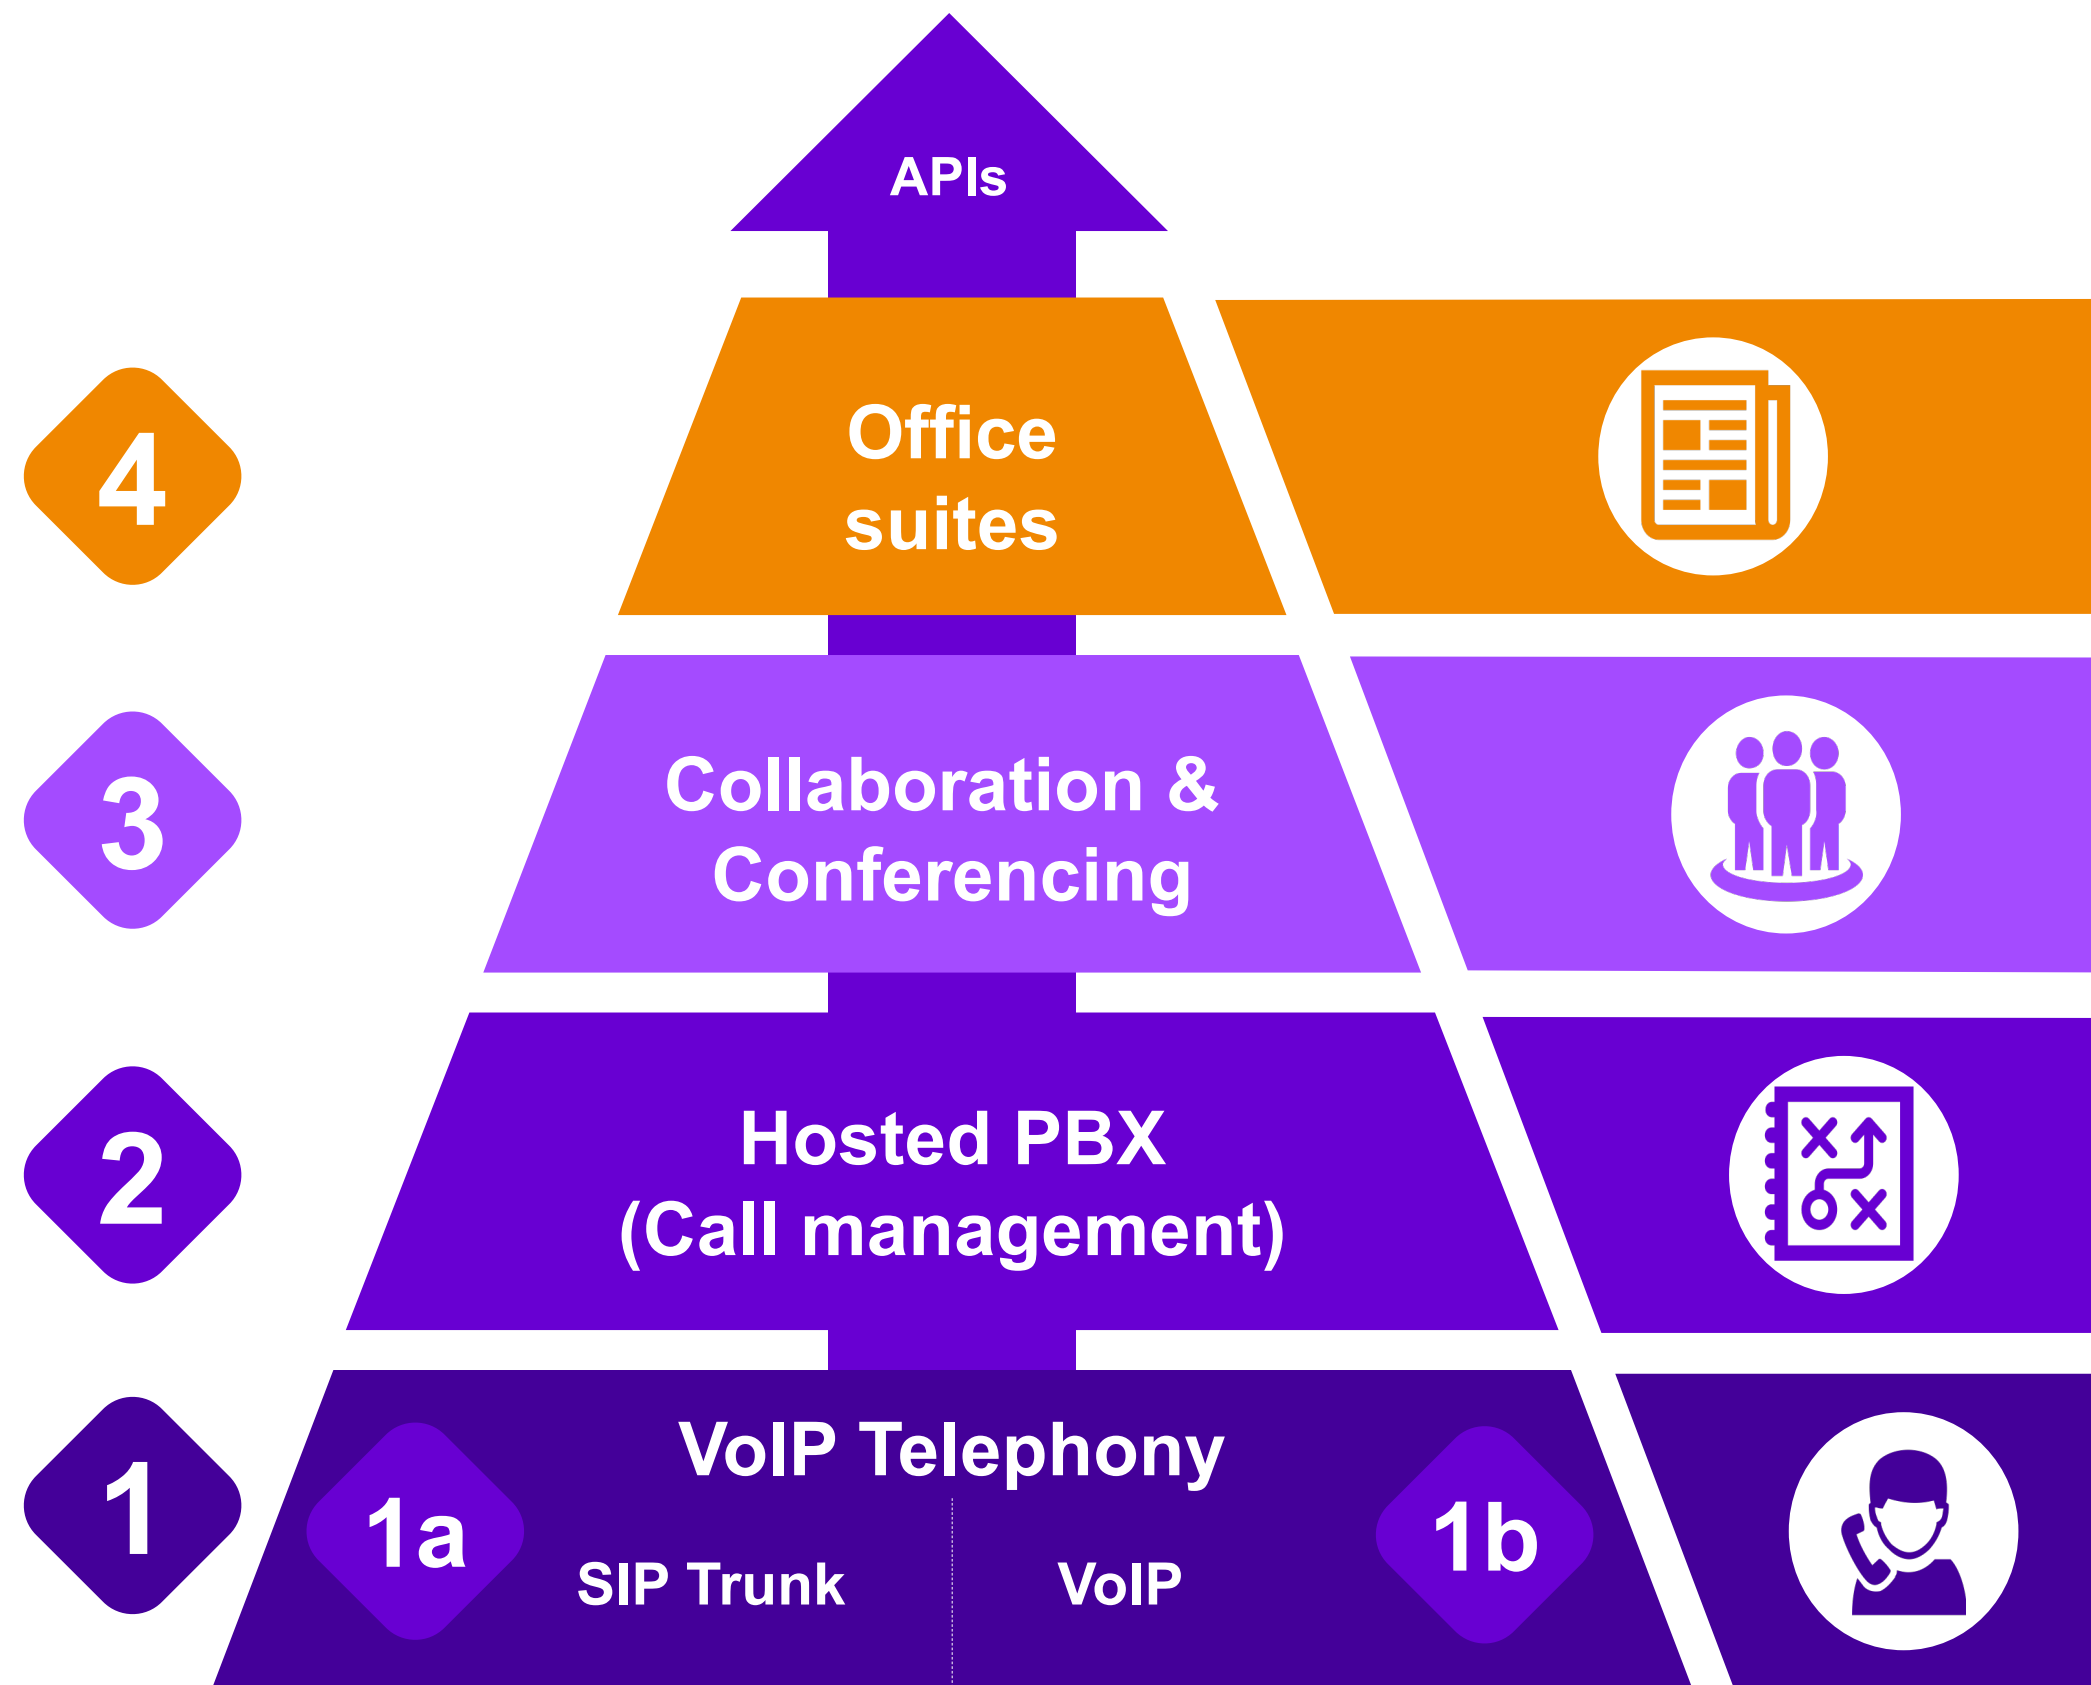 APIs
4
Office
suites
3
Collaboration &
Conferencing
2
Hosted PBX
(Call management)
1
1a
VoIP Telephony
1b
SIP Trunk
VoIP